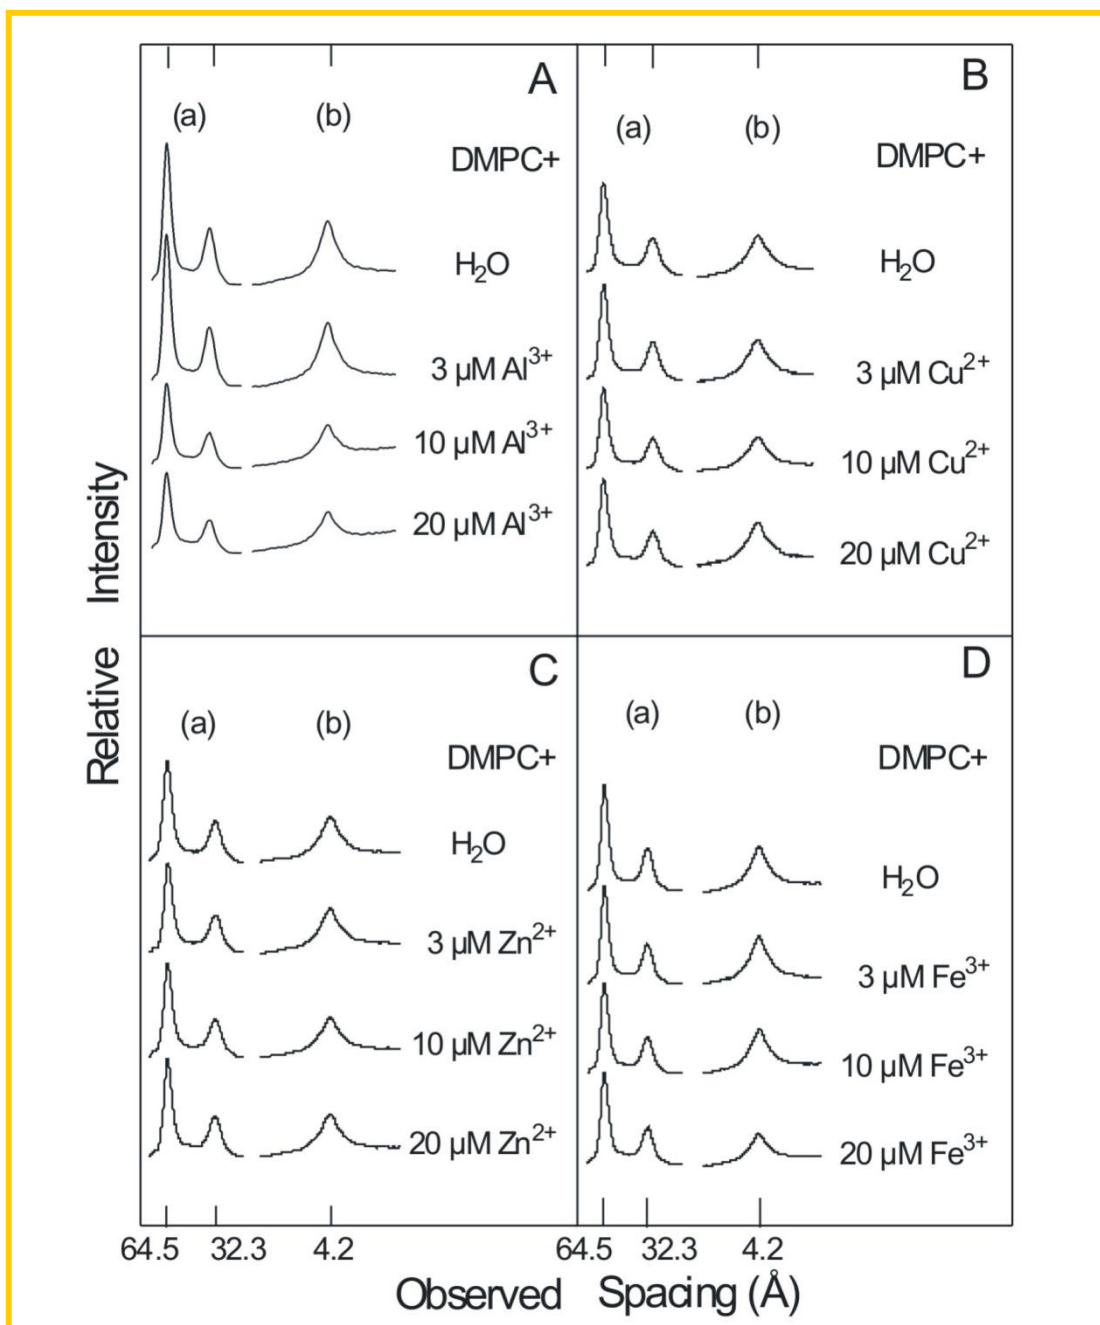 A
(a) (b)
DMPC+
H₂O
3 µM Al³⁺
10 µM Al³⁺
20 µM Al³⁺
B
(a) (b)
DMPC+
H₂O
3 µM Cu²⁺
10 µM Cu²⁺
20 µM Cu²⁺
Relative Intensity
C
(a) (b)
DMPC+
H₂O
3 µM Zn²⁺
10 µM Zn²⁺
20 µM Zn²⁺
D
(a) (b)
DMPC+
H₂O
3 µM Fe³⁺
10 µM Fe³⁺
20 µM Fe³⁺
64.5 32.3 4.2 64.5 32.3 4.2
Observed Spacing (Å)